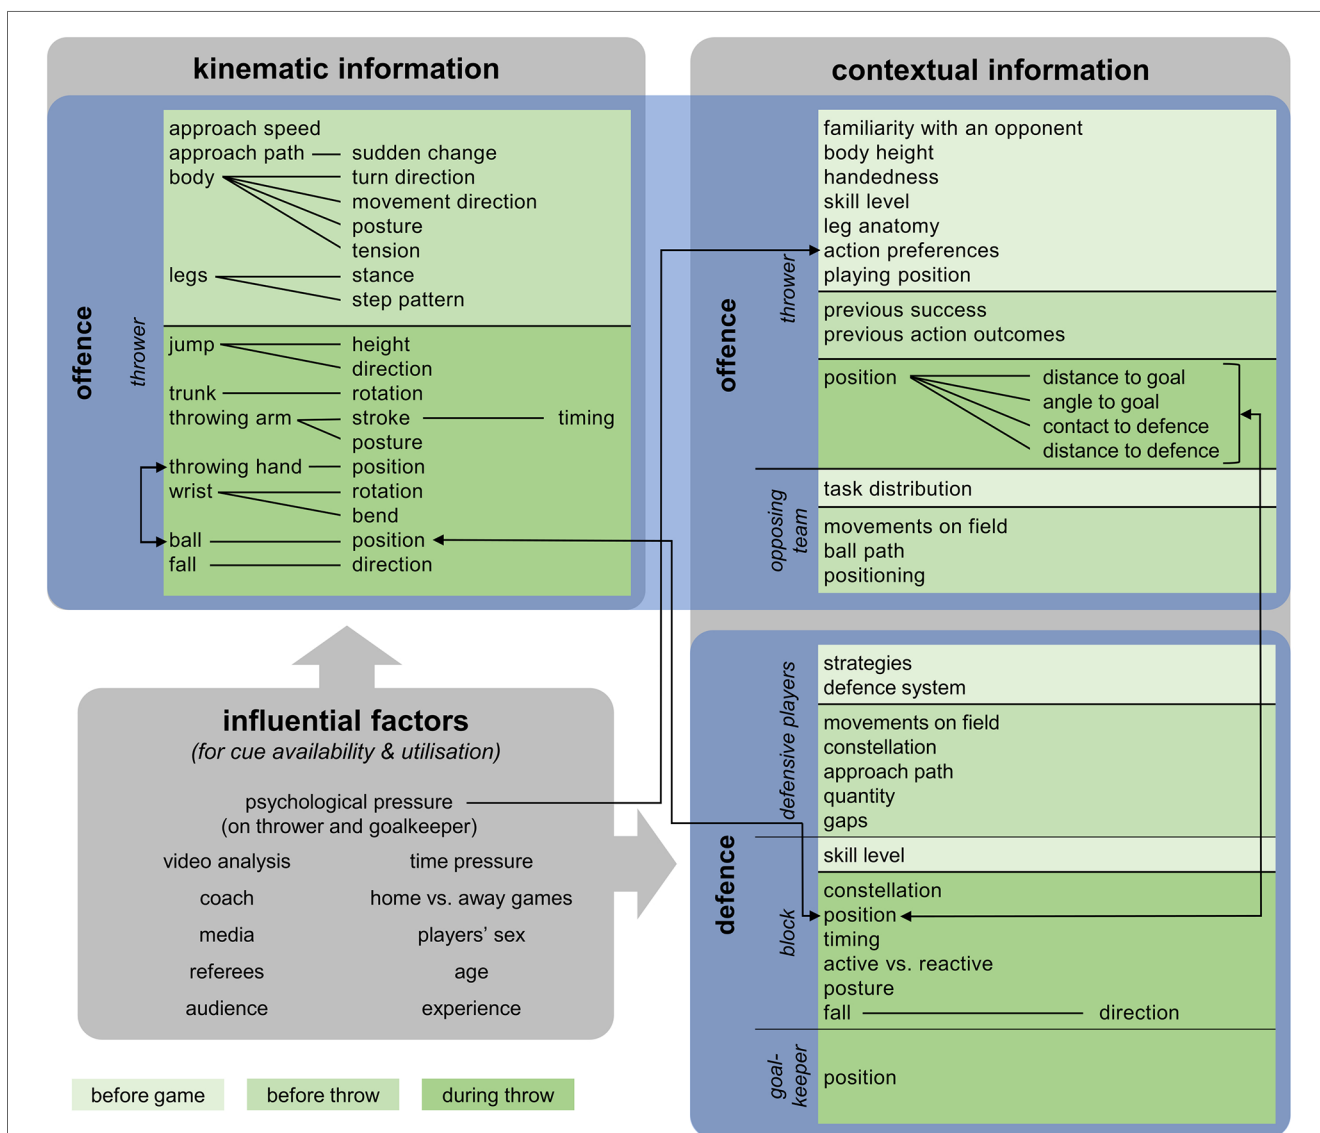 kinematic information
offence
thrower
approach speed
approach path sudden change
body turn direction
movement direction
posture
tension
legs stance
step pattern
jump height
direction
trunk rotation
throwing arm stroke timing
posture
throwing hand position
wrist rotation
bend
ball position
fall direction
contextual information
offence
thrower
familiarity with an opponent
body height
handedness
skill level
leg anatomy
action preferences
playing position
previous success
previous action outcomes
position distance to goal
angle to goal
contact to defence
distance to defence
opposing
team
task distribution
movements on field
ball path
positioning
defence
defensive players
strategies
defence system
movements on field
constellation
approach path
quantity
gaps
block
skill level
constellation
position
timing
active vs. reactive
posture
fall direction
goal-
keeper
position
influential factors
(for cue availability & utilisation)
psychological pressure
(on thrower and goalkeeper)
video analysis time pressure
coach home vs. away games
media players' sex
referees age
audience experience
before game before throw during throw